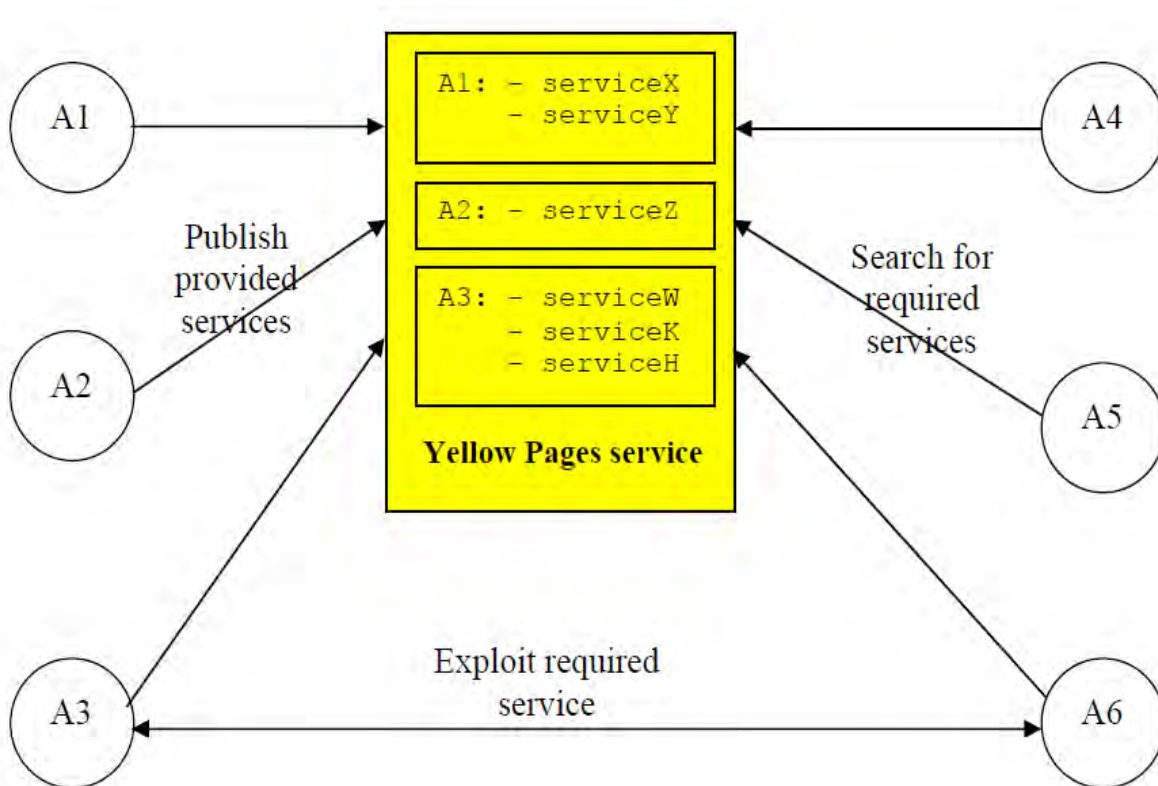 A1
A2
A3
Publish
provided
services
A1: - serviceX
- serviceY
A2: - serviceZ
A3: - serviceW
- serviceK
- serviceH
Yellow Pages service
Search for
required
services
A4
A5
A6
Exploit required
service